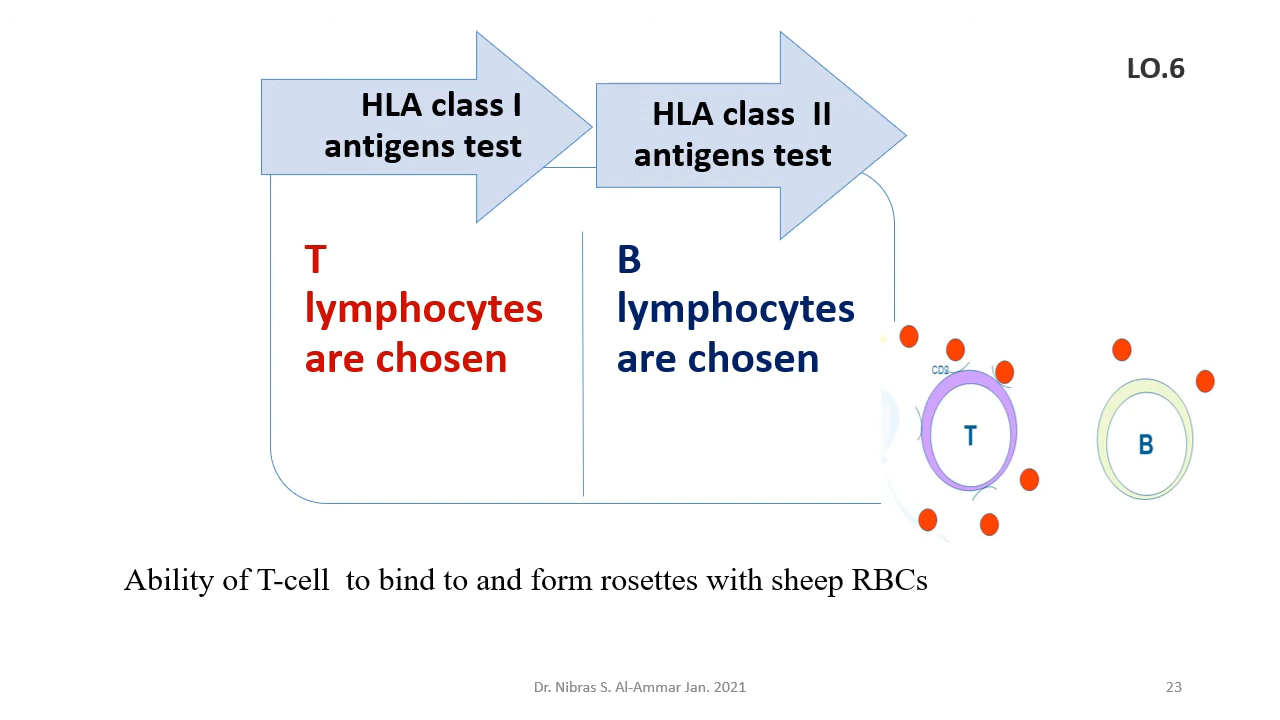 LO.6
HLA class I
antigens test
HLA class II
antigens test
T
lymphocytes
are chosen
B
lymphocytes
are chosen
CD2
T
B
Ability of T-cell to bind to and form rosettes with sheep RBCs
Dr. Nibras S. Al-Ammar Jan. 2021
23